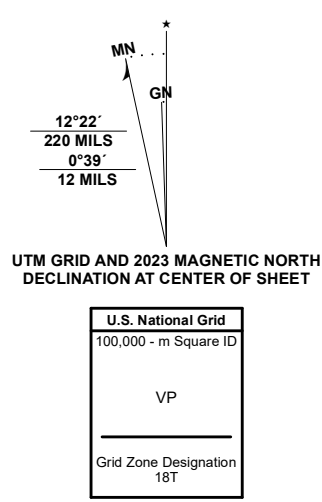 MN
GN
12°22´
220 MILS
0°39´
12 MILS
UTM GRID AND 2023 MAGNETIC NORTH
DECLINATION AT CENTER OF SHEET
U.S. National Grid
100,000 - m Square ID
VP
Grid Zone Designation
18T